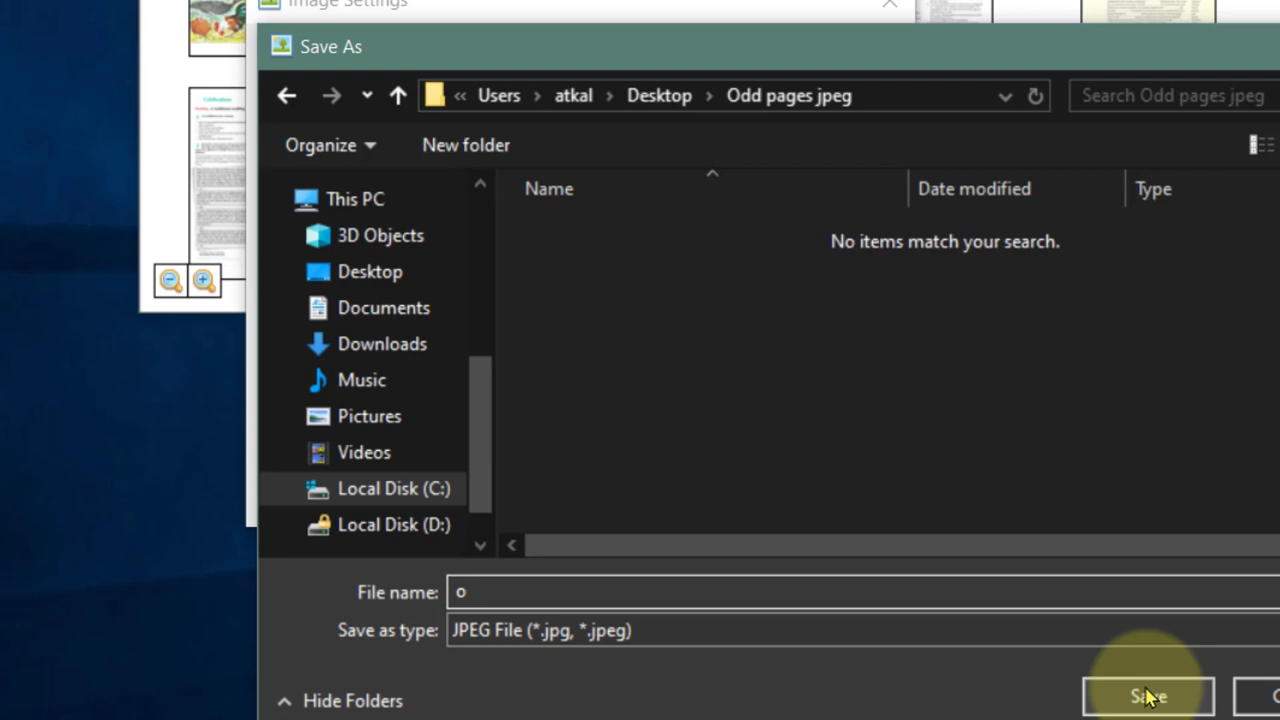 Image Settings
Save As
Users
atkal
Desktop
Odd pages jpeg
Search Odd pages jpeg
Organize
New folder
Name
Date modified
Type
This PC
3D Objects
Desktop
Documents
Downloads
Music
Pictures
Videos
Local Disk (C:)
Local Disk (D:)
No items match your search.
File name: o
Save as type: JPEG File (*.jpg, *.jpeg)
Hide Folders
Save